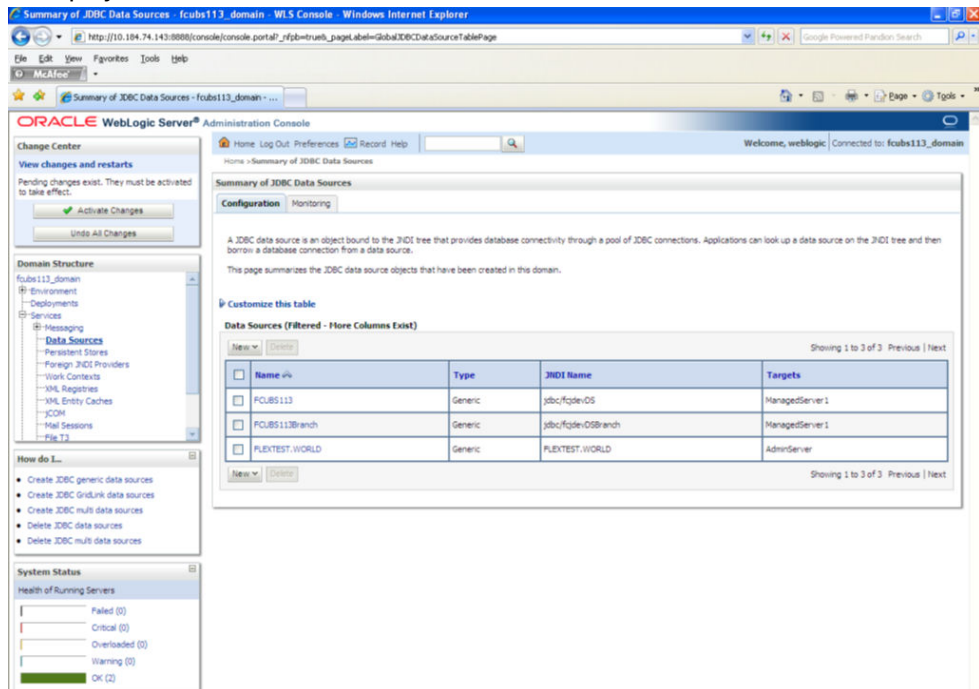 Summary of JDBC Data Sources - fcubs113_domain - WLS Console - Windows Internet Explorer
http://10.184.74.143:8888/console/console.portal?_nfpb=true&_pageLabel=GlobalJDBCDataSourceTablePage
Google Powered Pandion Search
File Edit View Favorites Tools Help
McAfee
Summary of JDBC Data Sources - fcubs113_domain - ...
Page Tools
ORACLE WebLogic Server® Administration Console
Change Center
View changes and restarts
Pending changes exist. They must be activated
to take effect.
Activate Changes
Undo All Changes
Domain Structure
fcubs113_domain
Environment
Deployments
Services
Messaging
Data Sources
Persistent Stores
Foreign JNDI Providers
Work Contexts
XML Registries
XML Entity Caches
jCOM
Mail Sessions
File T3
How do I...
Create JDBC generic data sources
Create JDBC GridLink data sources
Create JDBC multi data sources
Delete JDBC data sources
Delete JDBC multi data sources
System Status
Health of Running Servers
Failed (0)
Critical (0)
Overloaded (0)
Warning (0)
OK (2)
Home Log Out Preferences Record Help
Welcome, weblogic Connected to: fcubs113_domain
Home >Summary of JDBC Data Sources
Summary of JDBC Data Sources
Configuration Monitoring
A JDBC data source is an object bound to the JNDI tree that provides database connectivity through a pool of JDBC connections. Applications can look up a data source on the JNDI tree and then
borrow a database connection from a data source.
This page summarizes the JDBC data source objects that have been created in this domain.
Customize this table
Data Sources (Filtered - More Columns Exist)
New Delete Showing 1 to 3 of 3 Previous | Next
Name Type JNDI Name Targets
FCUBS113 Generic jdbc/fcjdevDS ManagedServer1
FCUBS113Branch Generic jdbc/fcjdevDSBranch ManagedServer1
FLEXTEST.WORLD Generic FLEXTEST.WORLD AdminServer
New Delete Showing 1 to 3 of 3 Previous | Next